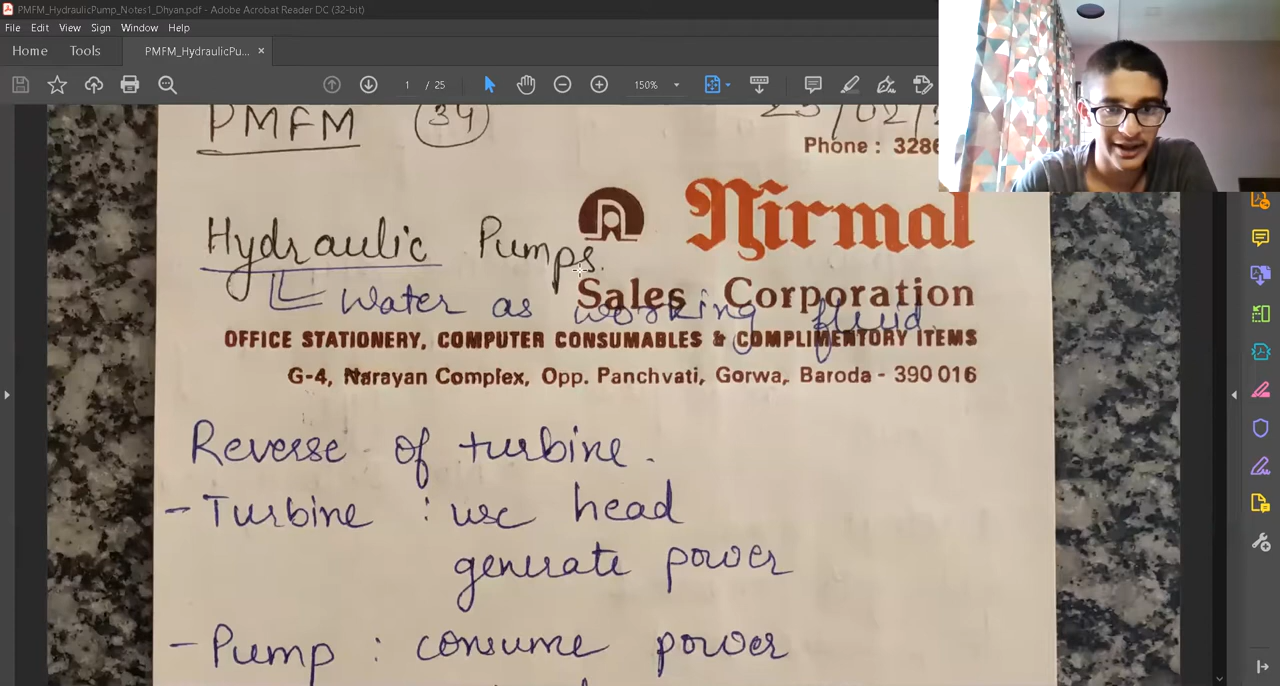 PMFM_HydraulicPump_Notes1_Dhyan.pdf - Adobe Acrobat Reader DC (32-bit)
File Edit View Sign Window Help
Home Tools PMFM_HydraulicPu... ×
1 / 25 150%
PMFM 34 23/02/
Phone : 3286
Nirmal
Hydraulic Pumps.
Sales Corporation
Water as working fluid
OFFICE STATIONERY, COMPUTER CONSUMABLES & COMPLIMENTORY ITEMS
G-4, Narayan Complex, Opp. Panchvati, Gorwa, Baroda - 390 016
Reverse of turbine.
- Turbine : use head
generate power
- Pump : consume power